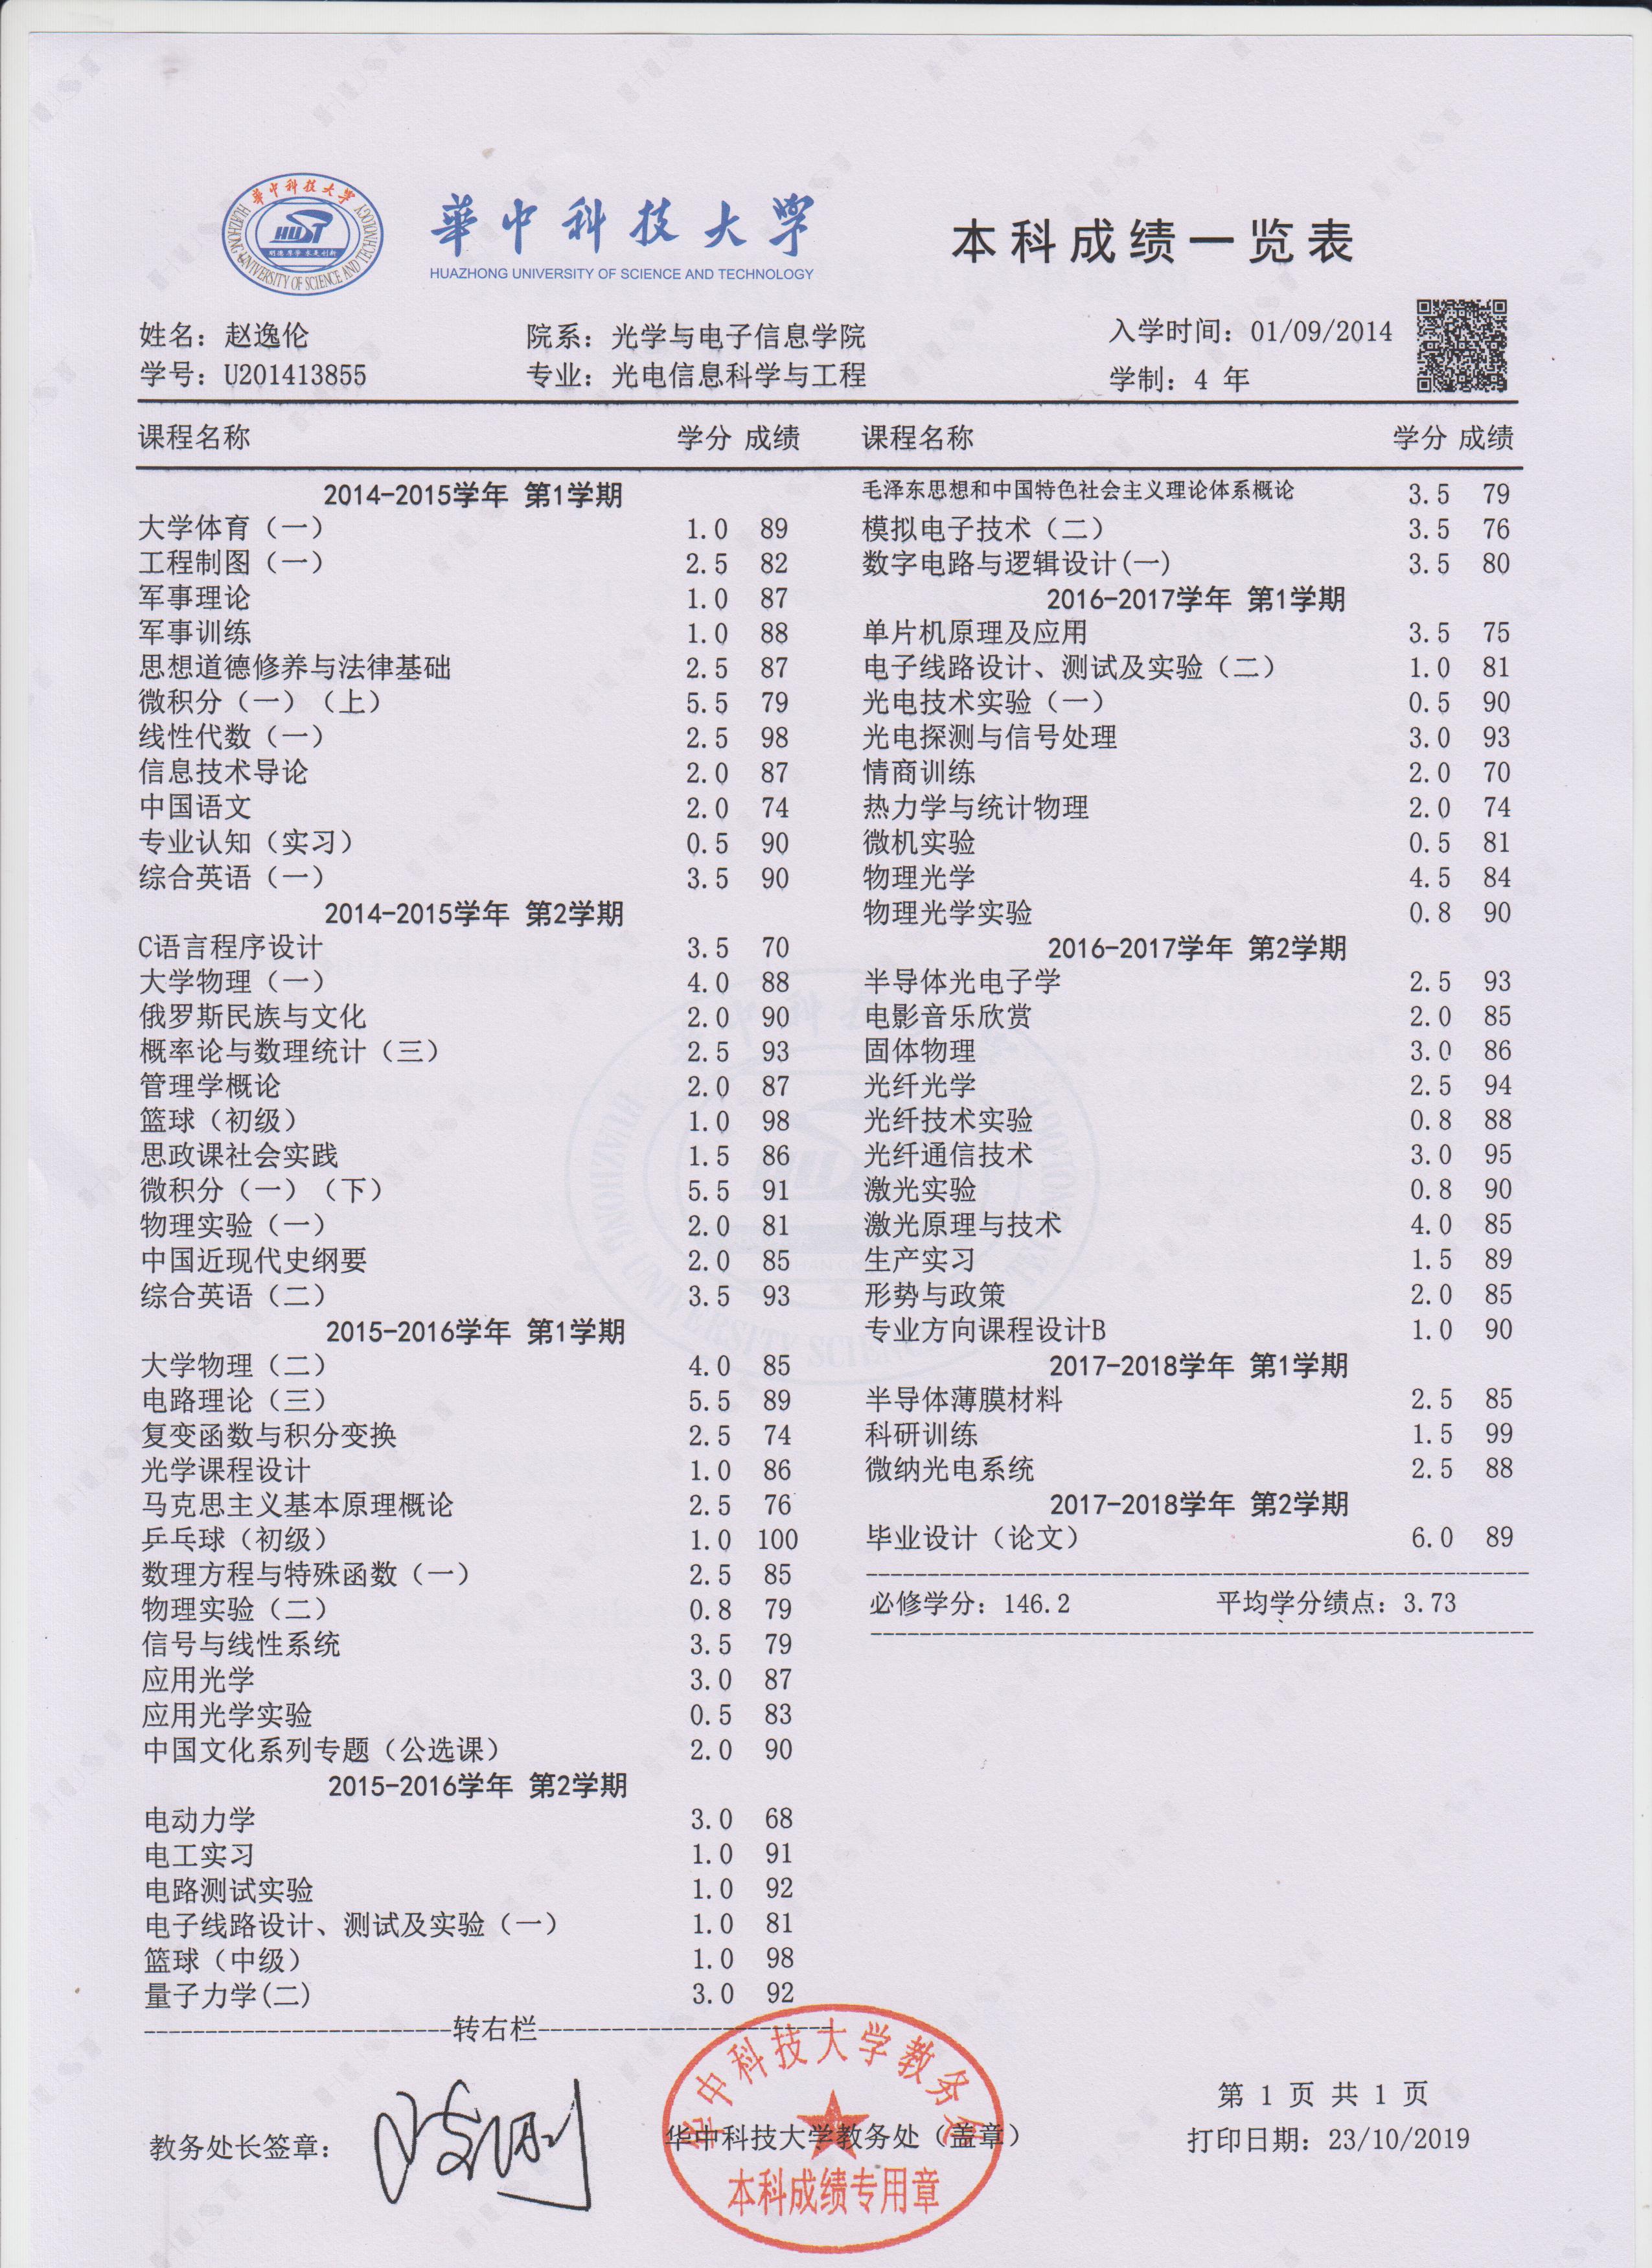 華中科技大学
HUAZHONG UNIVERSITY OF SCIENCE AND TECHNOLOGY
HUST
明德厚学 求是创新
華中科技大學
HUAZHONG UNIVERSITY OF SCIENCE AND TECHNOLOGY
本科成绩一览表
姓名：赵逸伦 院系：光学与电子信息学院 入学时间：01/09/2014
学号：U201413855 专业：光电信息科学与工程 学制：4 年
课程名称 学分 成绩 课程名称 学分 成绩
2014-2015学年 第1学期
大学体育（一） 1.0 89
工程制图（一） 2.5 82
军事理论 1.0 87
军事训练 1.0 88
思想道德修养与法律基础 2.5 87
微积分（一）（上） 5.5 79
线性代数（一） 2.5 98
信息技术导论 2.0 87
中国语文 2.0 74
专业认知（实习） 0.5 90
综合英语（一） 3.5 90
2014-2015学年 第2学期
C语言程序设计 3.5 70
大学物理（一） 4.0 88
俄罗斯民族与文化 2.0 90
概率论与数理统计（三） 2.5 93
管理学概论 2.0 87
篮球（初级） 1.0 98
思政课社会实践 1.5 86
微积分（一）（下） 5.5 91
物理实验（一） 2.0 81
中国近现代史纲要 2.0 85
综合英语（二） 3.5 93
2015-2016学年 第1学期
大学物理（二） 4.0 85
电路理论（三） 5.5 89
复变函数与积分变换 2.5 74
光学课程设计 1.0 86
马克思主义基本原理概论 2.5 76
乒乓球（初级） 1.0 100
数理方程与特殊函数（一） 2.5 85
物理实验（二） 0.8 79
信号与线性系统 3.5 79
应用光学 3.0 87
应用光学实验 0.5 83
中国文化系列专题（公选课） 2.0 90
2015-2016学年 第2学期
电动力学 3.0 68
电工实习 1.0 91
电路测试实验 1.0 92
电子线路设计、测试及实验（一） 1.0 81
篮球（中级） 1.0 98
量子力学(二) 3.0 92
转右栏
毛泽东思想和中国特色社会主义理论体系概论 3.5 79
模拟电子技术（二） 3.5 76
数字电路与逻辑设计(一) 3.5 80
2016-2017学年 第1学期
单片机原理及应用 3.5 75
电子线路设计、测试及实验（二） 1.0 81
光电技术实验（一） 0.5 90
光电探测与信号处理 3.0 93
情商训练 2.0 70
热力学与统计物理 2.0 74
微机实验 0.5 81
物理光学 4.5 84
物理光学实验 0.8 90
2016-2017学年 第2学期
半导体光电子学 2.5 93
电影音乐欣赏 2.0 85
固体物理 3.0 86
光纤光学 2.5 94
光纤技术实验 0.8 88
光纤通信技术 3.0 95
激光实验 0.8 90
激光原理与技术 4.0 85
生产实习 1.5 89
形势与政策 2.0 85
专业方向课程设计B 1.0 90
2017-2018学年 第1学期
半导体薄膜材料 2.5 85
科研训练 1.5 99
微纳光电系统 2.5 88
2017-2018学年 第2学期
毕业设计（论文） 6.0 89
必修学分：146.2 平均学分绩点：3.73
教务处长签章：
华中科技大学教务处（盖章）
华中科技大学教务处
本科成绩专用章
第 1 页 共 1 页
打印日期：23/10/2019